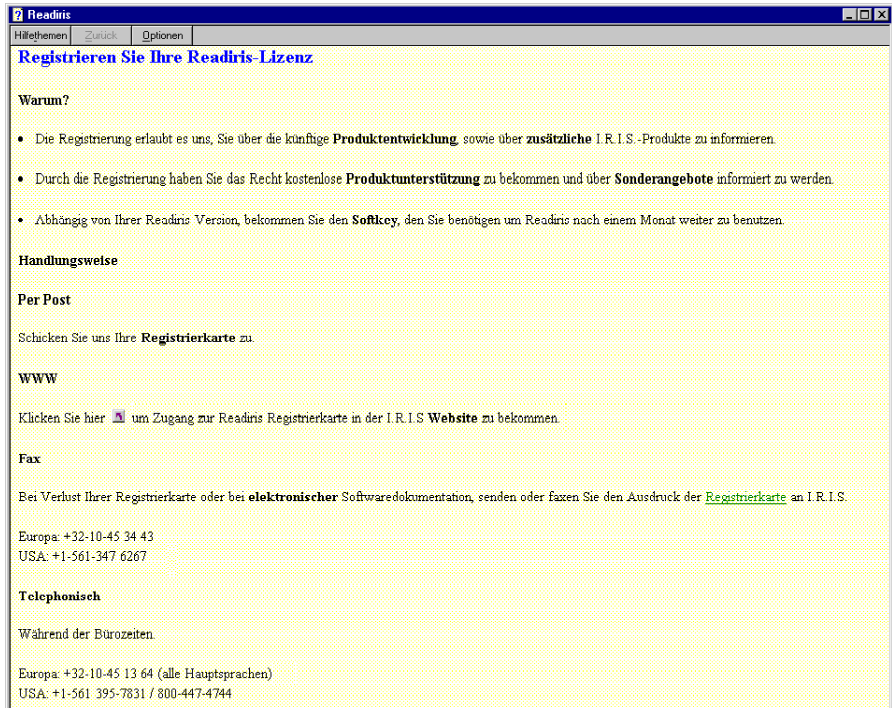 Readiris
Hilfethemen Zurück Optionen
Registrieren Sie Ihre Readiris-Lizenz
Warum?
• Die Registrierung erlaubt es uns, Sie über die künftige Produktentwicklung, sowie über zusätzliche I.R.I.S.-Produkte zu informieren.
• Durch die Registrierung haben Sie das Recht kostenlose Produktunterstützung zu bekommen und über Sonderangebote informiert zu werden.
• Abhängig von Ihrer Readiris Version, bekommen Sie den Softkey, den Sie benötigen um Readiris nach einem Monat weiter zu benutzen.
Handlungsweise
Per Post
Schicken Sie uns Ihre Registrierkarte zu.
WWW
Klicken Sie hier um Zugang zur Readiris Registrierkarte in der I.R.I.S Website zu bekommen.
Fax
Bei Verlust Ihrer Registrierkarte oder bei elektronischer Softwaredokumentation, senden oder faxen Sie den Ausdruck der Registrierkarte an I.R.I.S.
Europa: +32-10-45 34 43
USA: +1-561-347 6267
Telephonisch
Während der Bürozeiten.
Europa: +32-10-45 13 64 (alle Hauptsprachen)
USA: +1-561 395-7831 / 800-447-4744